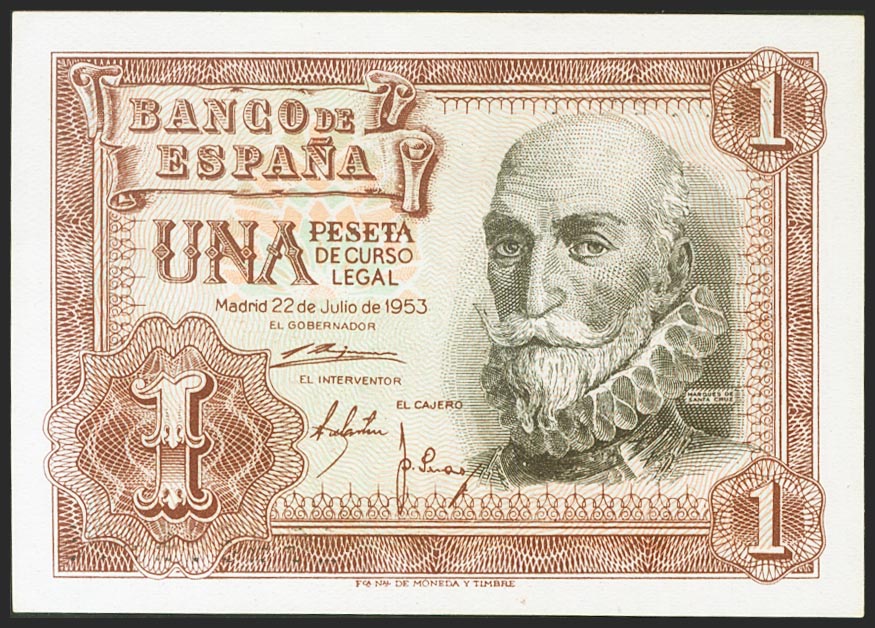 BANCO DE
ESPAÑA
1
UNA PESETA
DE CURSO
LEGAL
Madrid 22 de Julio de 1953
EL GOBERNADOR
EL INTERVENTOR
EL CAJERO
MARQUES DE
SANTA CRUZ
1
1
Fca Nal DE MONEDA Y TIMBRE